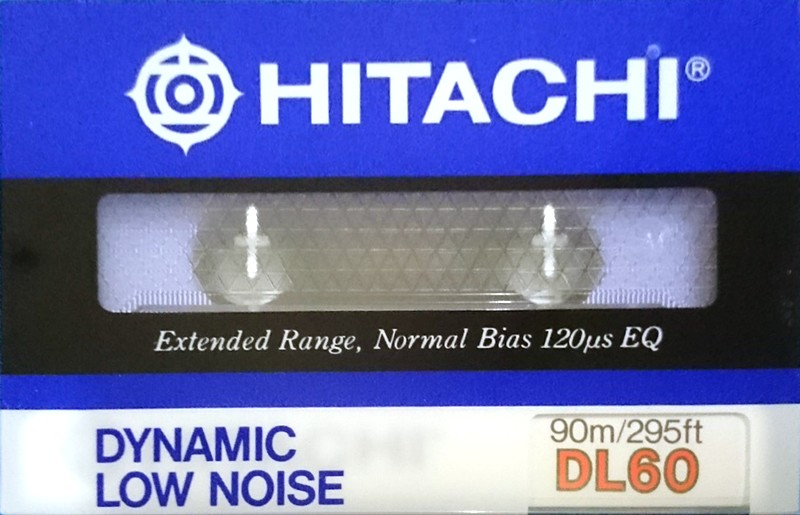 HITACHI®
Extended Range, Normal Bias 120μs EQ
DYNAMIC
LOW NOISE
90m/295ft
DL60